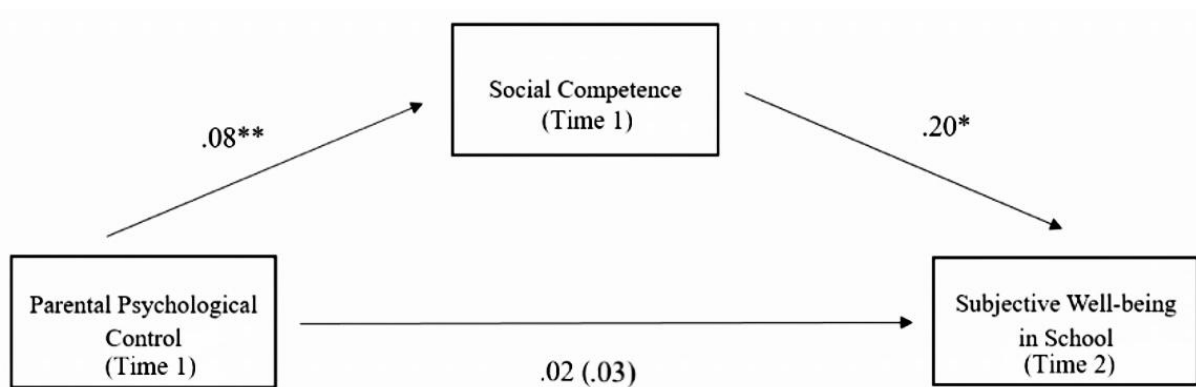 Social Competence
(Time 1)
.08**
.20*
Parental Psychological
Control
(Time 1)
Subjective Well-being
in School
(Time 2)
.02 (.03)